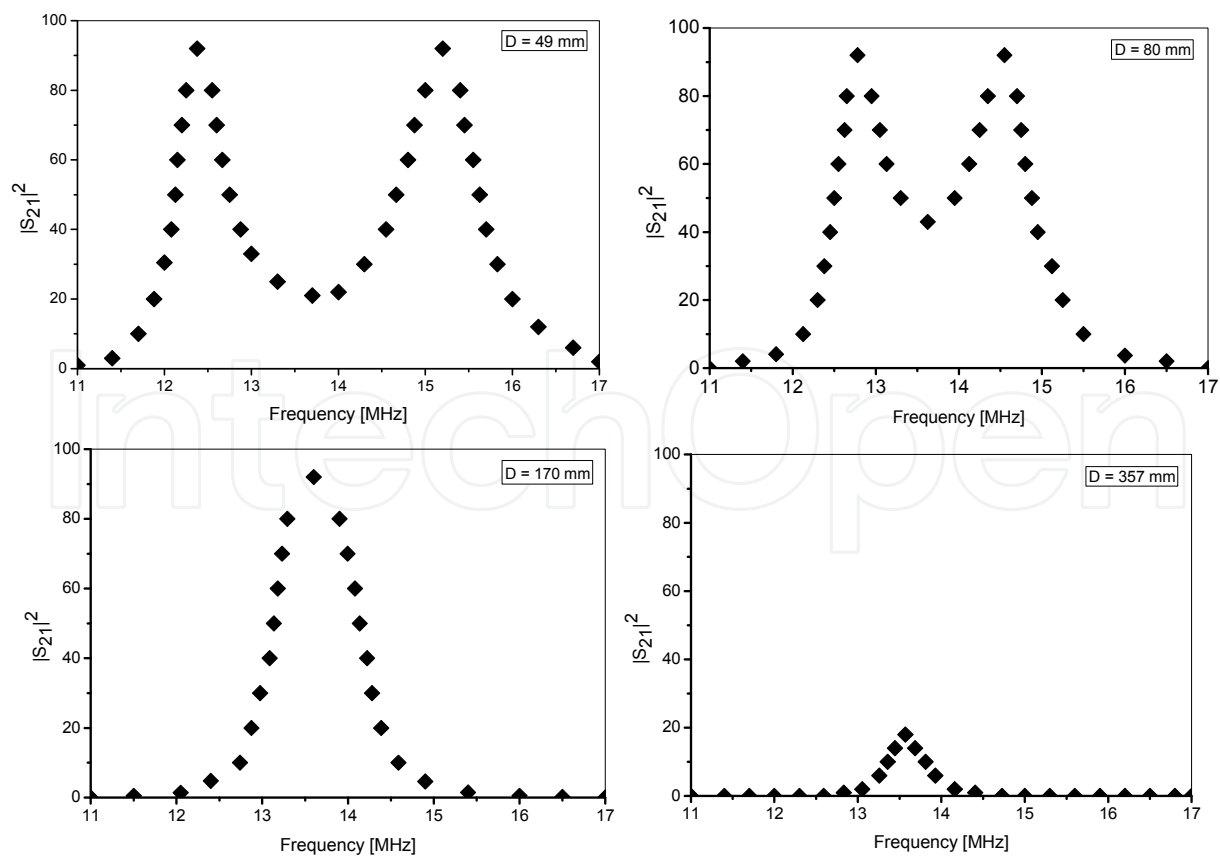 D = 49 mm
100
80
60
40
20
0
|S21|^2
11 12 13 14 15 16 17
Frequency [MHz]
D = 80 mm
100
80
60
40
20
0
|S21|^2
11 12 13 14 15 16 17
Frequency [MHz]
IntechOpen
D = 170 mm
100
80
60
40
20
0
|S21|^2
11 12 13 14 15 16 17
Frequency [MHz]
D = 357 mm
100
80
60
40
20
0
|S21|^2
11 12 13 14 15 16 17
Frequency [MHz]